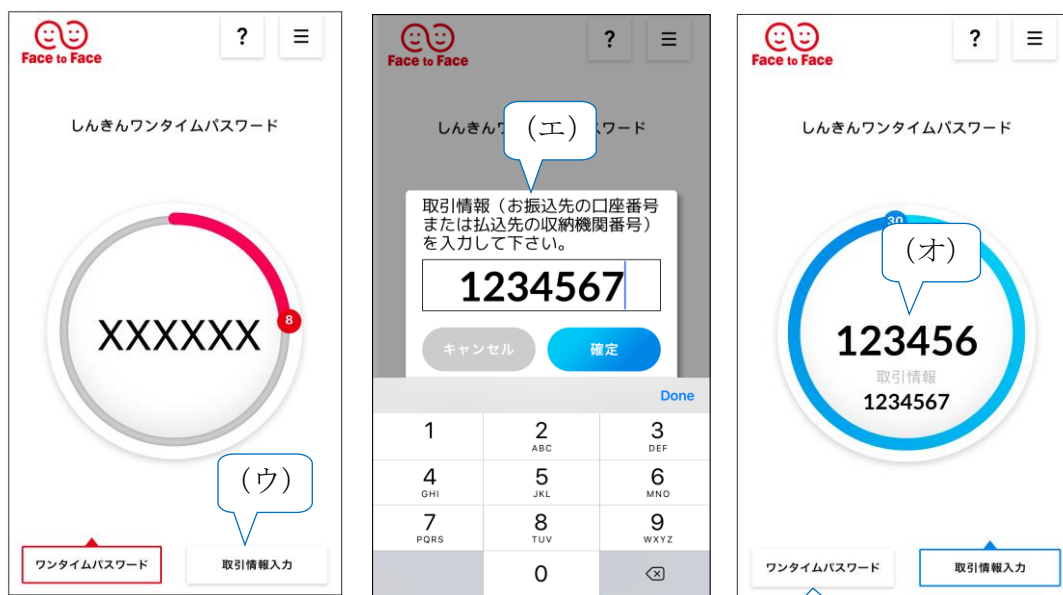 Face to Face
?
しんきんワンタイムパスワード
XXXXXX
8
(ウ)
ワンタイムパスワード
取引情報入力
Face to Face
?
(エ)
しんきんワ
スワード
取引情報（お振込先の口座番号
または払込先の収納機関番号）
を入力して下さい。
1234567
キャンセル
確定
Done
1
2
ABC
3
DEF
4
GHI
5
JKL
6
MNO
7
PQRS
8
TUV
9
WXYZ
0
Face to Face
?
しんきんワンタイムパスワード
30
(オ)
123456
取引情報
1234567
ワンタイムパスワード
取引情報入力